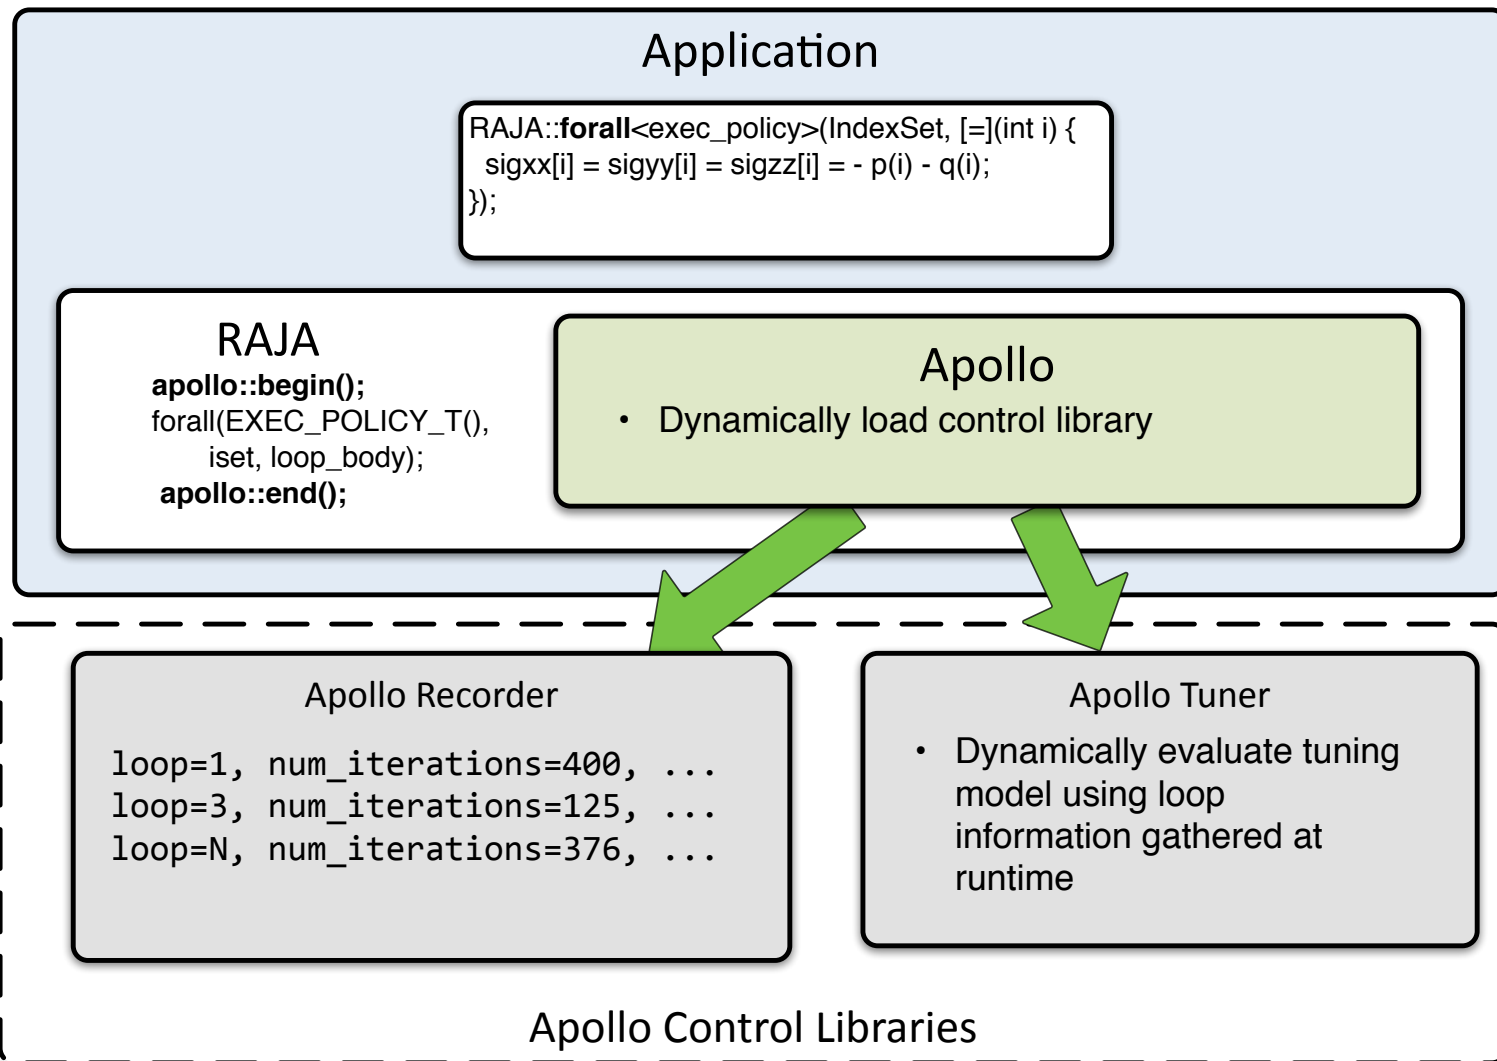 Application
RAJA::forall<exec_policy>(IndexSet, [=](int i) {
sigxx[i] = sigyy[i] = sigzz[i] = - p(i) - q(i);
});
RAJA
apollo::begin();
forall(EXEC_POLICY_T(),
iset, loop_body);
apollo::end();
Apollo
• Dynamically load control library
Apollo Recorder
loop=1, num_iterations=400, ...
loop=3, num_iterations=125, ...
loop=N, num_iterations=376, ...
Apollo Tuner
• Dynamically evaluate tuning
model using loop
information gathered at
runtime
Apollo Control Libraries